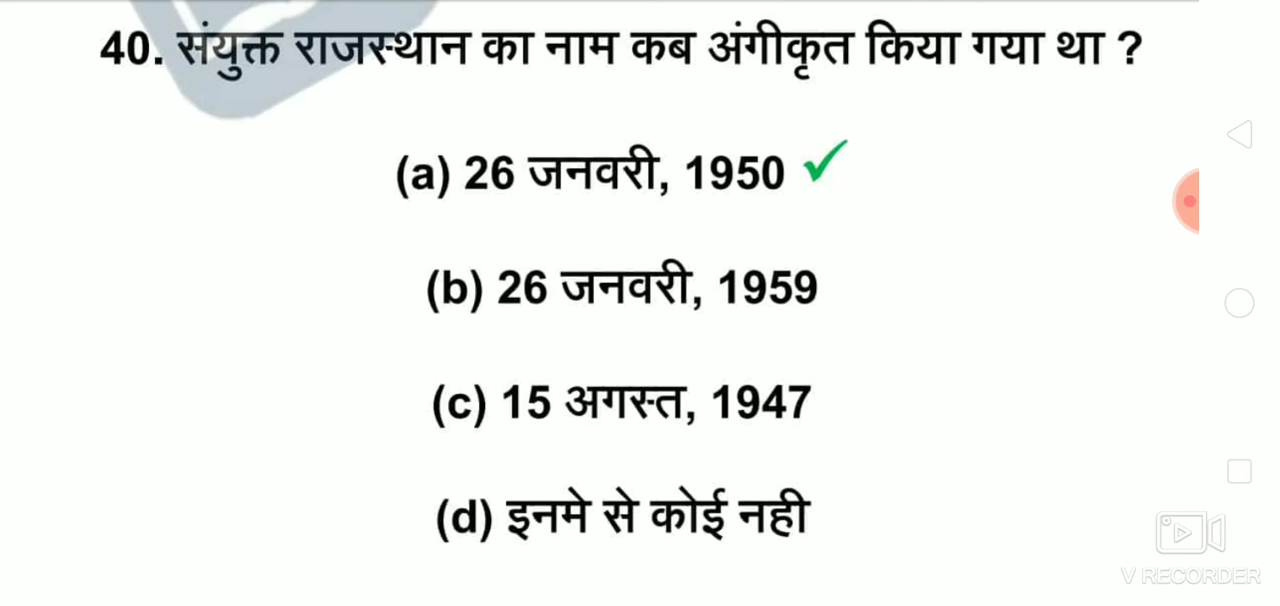 40. संयुक्त राजस्थान का नाम कब अंगीकृत किया गया था ?
(a) 26 जनवरी, 1950
(b) 26 जनवरी, 1959
(c) 15 अगस्त, 1947
(d) इनमे से कोई नही
V RECORDER